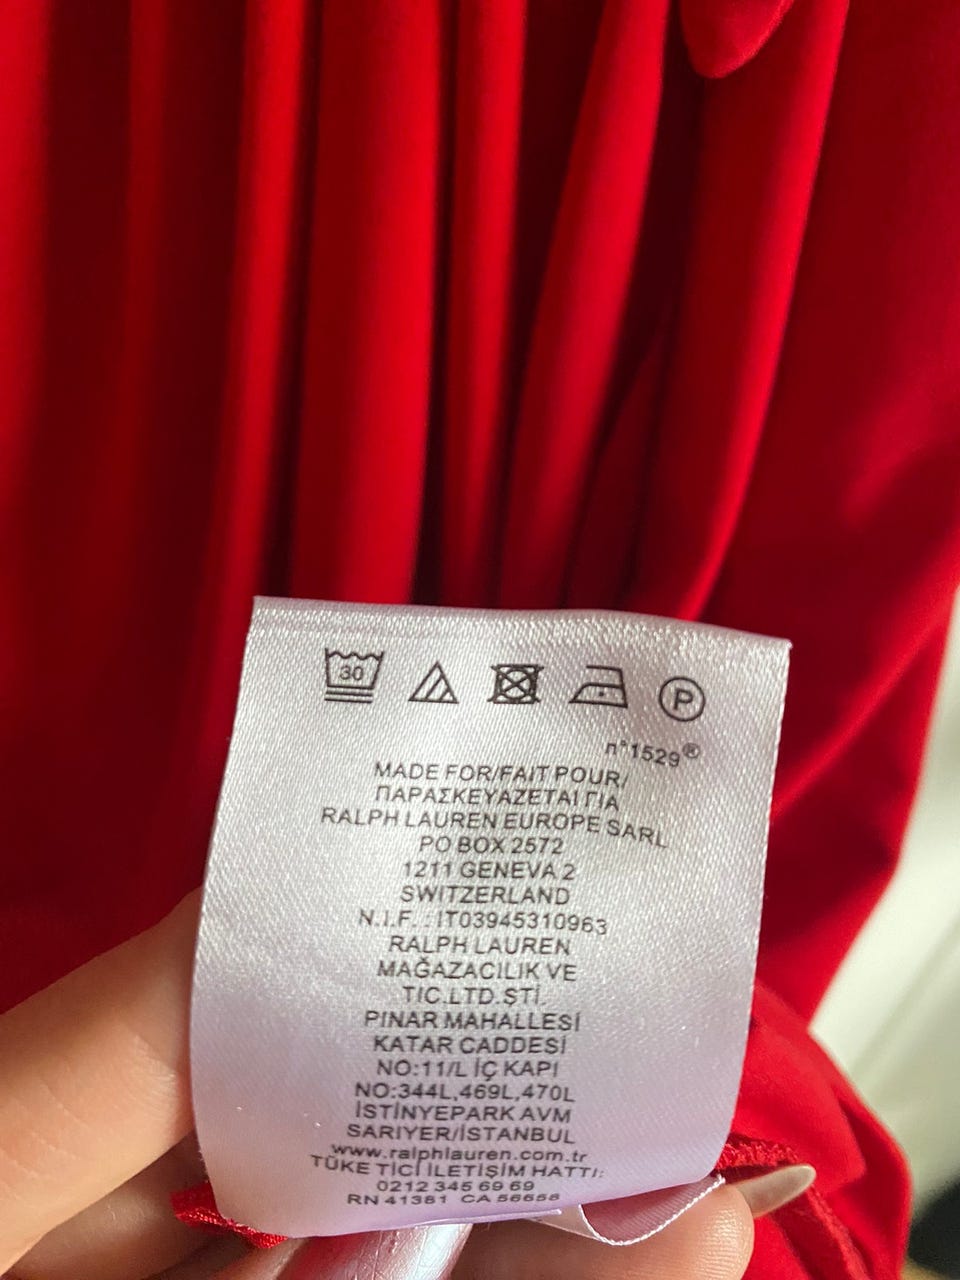 30
P
n°1529®
MADE FOR/FAIT POUR/
ΠΑΡΑΣΚΕΥΑΖΕΤΑΙ ΓΙΑ
RALPH LAUREN EUROPE SARL
PO BOX 2572
1211 GENEVA 2
SWITZERLAND
N.I.F. :IT03945310963
RALPH LAUREN
MAĞAZACILIK VE
TIC.LTD.ŞTİ.
PINAR MAHALLESİ
KATAR CADDESİ
NO:11/L İÇ KAPI
NO:344L,469L,470L
İSTİNYEPARK AVM
SARIYER/İSTANBUL
www.ralphlauren.com.tr
TÜKETİCİ İLETİŞİM HATTI:
0212 345 69 69
RN 41381 CA 56658